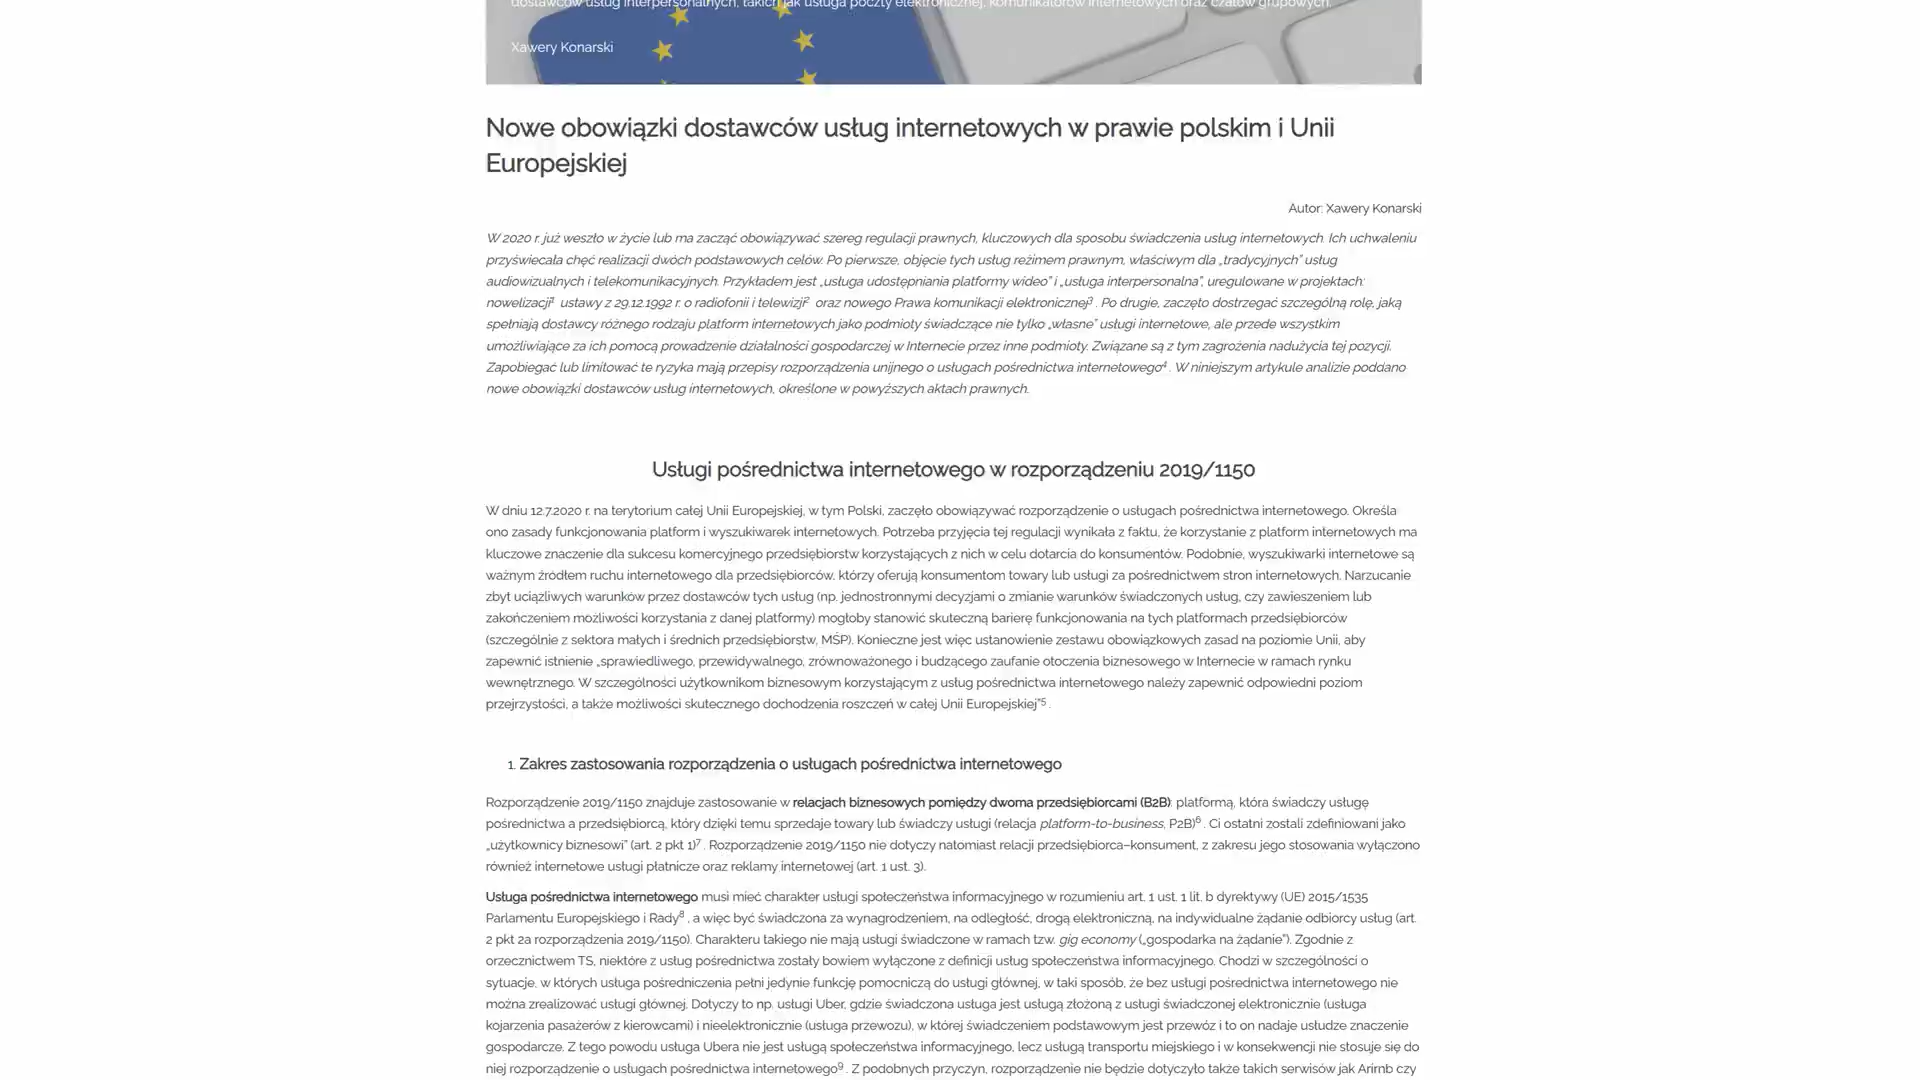 dostawców usług interpersonalnych, takich jak usługa poczty elektronicznej, komunikatorów internetowych oraz czatów grupowych.
Xawery Konarski
Nowe obowiązki dostawców usług internetowych w prawie polskim i Unii
Europejskiej
Autor: Xawery Konarski
W 2020 r. już weszło w życie lub ma zacząć obowiązywać szereg regulacji prawnych, kluczowych dla sposobu świadczenia usług internetowych. Ich uchwaleniu
przyświecała chęć realizacji dwóch podstawowych celów. Po pierwsze, objęcie tych usług reżimem prawnym, właściwym dla „tradycyjnych” usług
audiowizualnych i telekomunikacyjnych. Przykładem jest „usługa udostępniania platformy wideo” i „usługa interpersonalna”, uregulowane w projektach:
nowelizacji¹ ustawy z 29.12.1992 r. o radiofonii i telewizji² oraz nowego Prawa komunikacji elektronicznej³ . Po drugie, zaczęto dostrzegać szczególną rolę, jaką
spełniają dostawcy różnego rodzaju platform internetowych jako podmioty świadczące nie tylko „własne” usługi internetowe, ale przede wszystkim
umożliwiające za ich pomocą prowadzenie działalności gospodarczej w Internecie przez inne podmioty. Związane są z tym zagrożenia nadużycia tej pozycji.
Zapobiegać lub limitować te ryzyka mają przepisy rozporządzenia unijnego o usługach pośrednictwa internetowego⁴ . W niniejszym artykule analizie poddano
nowe obowiązki dostawców usług internetowych, określone w powyższych aktach prawnych.
Usługi pośrednictwa internetowego w rozporządzeniu 2019/1150
W dniu 12.7.2020 r. na terytorium całej Unii Europejskiej, w tym Polski, zaczęło obowiązywać rozporządzenie o usługach pośrednictwa internetowego. Określa
ono zasady funkcjonowania platform i wyszukiwarek internetowych. Potrzeba przyjęcia tej regulacji wynikała z faktu, że korzystanie z platform internetowych ma
kluczowe znaczenie dla sukcesu komercyjnego przedsiębiorstw korzystających z nich w celu dotarcia do konsumentów. Podobnie, wyszukiwarki internetowe są
ważnym źródłem ruchu internetowego dla przedsiębiorców, którzy oferują konsumentom towary lub usługi za pośrednictwem stron internetowych. Narzucanie
zbyt uciążliwych warunków przez dostawców tych usług (np. jednostronnymi decyzjami o zmianie warunków świadczonych usług, czy zawieszeniem lub
zakończeniem możliwości korzystania z danej platformy) mogłoby stanowić skuteczną barierę funkcjonowania na tych platformach przedsiębiorców
(szczególnie z sektora małych i średnich przedsiębiorstw, MŚP). Konieczne jest więc ustanowienie zestawu obowiązkowych zasad na poziomie Unii, aby
zapewnić istnienie „sprawiedliwego, przewidywalnego, zrównoważonego i budzącego zaufanie otoczenia biznesowego w Internecie w ramach rynku
wewnętrznego. W szczególności użytkownikom biznesowym korzystającym z usług pośrednictwa internetowego należy zapewnić odpowiedni poziom
przejrzystości, a także możliwości skutecznego dochodzenia roszczeń w całej Unii Europejskiej”⁵ .
1. Zakres zastosowania rozporządzenia o usługach pośrednictwa internetowego
Rozporządzenie 2019/1150 znajduje zastosowanie w relacjach biznesowych pomiędzy dwoma przedsiębiorcami (B2B): platformą, która świadczy usługę
pośrednictwa a przedsiębiorcą, który dzięki temu sprzedaje towary lub świadczy usługi (relacja platform-to-business, P2B)⁶ . Ci ostatni zostali zdefiniowani jako
„użytkownicy biznesowi” (art. 2 pkt 1)⁷ . Rozporządzenie 2019/1150 nie dotyczy natomiast relacji przedsiębiorca–konsument, z zakresu jego stosowania wyłączono
również internetowe usługi płatnicze oraz reklamy internetowej (art. 1 ust. 3).
Usługa pośrednictwa internetowego musi mieć charakter usługi społeczeństwa informacyjnego w rozumieniu art. 1 ust. 1 lit. b dyrektywy (UE) 2015/1535
Parlamentu Europejskiego i Rady⁸ , a więc być świadczona za wynagrodzeniem, na odległość, drogą elektroniczną, na indywidualne żądanie odbiorcy usług (art.
2 pkt 2a rozporządzenia 2019/1150). Charakteru takiego nie mają usługi świadczone w ramach tzw. gig economy („gospodarka na żądanie”). Zgodnie z
orzecznictwem TS, niektóre z usług pośrednictwa zostały bowiem wyłączone z definicji usług społeczeństwa informacyjnego. Chodzi w szczególności o
sytuacje, w których usługa pośredniczenia pełni jedynie funkcję pomocniczą do usługi głównej, w taki sposób, że bez usługi pośrednictwa internetowego nie
można zrealizować usługi głównej. Dotyczy to np. usługi Uber, gdzie świadczona usługa jest usługą złożoną z usługi świadczonej elektronicznie (usługa
kojarzenia pasażerów z kierowcami) i nieelektronicznie (usługa przewozu), w której świadczeniem podstawowym jest przewóz i to on nadaje usłudze znaczenie
gospodarcze. Z tego powodu usługa Ubera nie jest usługą społeczeństwa informacyjnego, lecz usługą transportu miejskiego i w konsekwencji nie stosuje się do
niej rozporządzenie o usługach pośrednictwa internetowego⁹ . Z podobnych przyczyn, rozporządzenie nie będzie dotyczyło także takich serwisów jak Arirnb czy